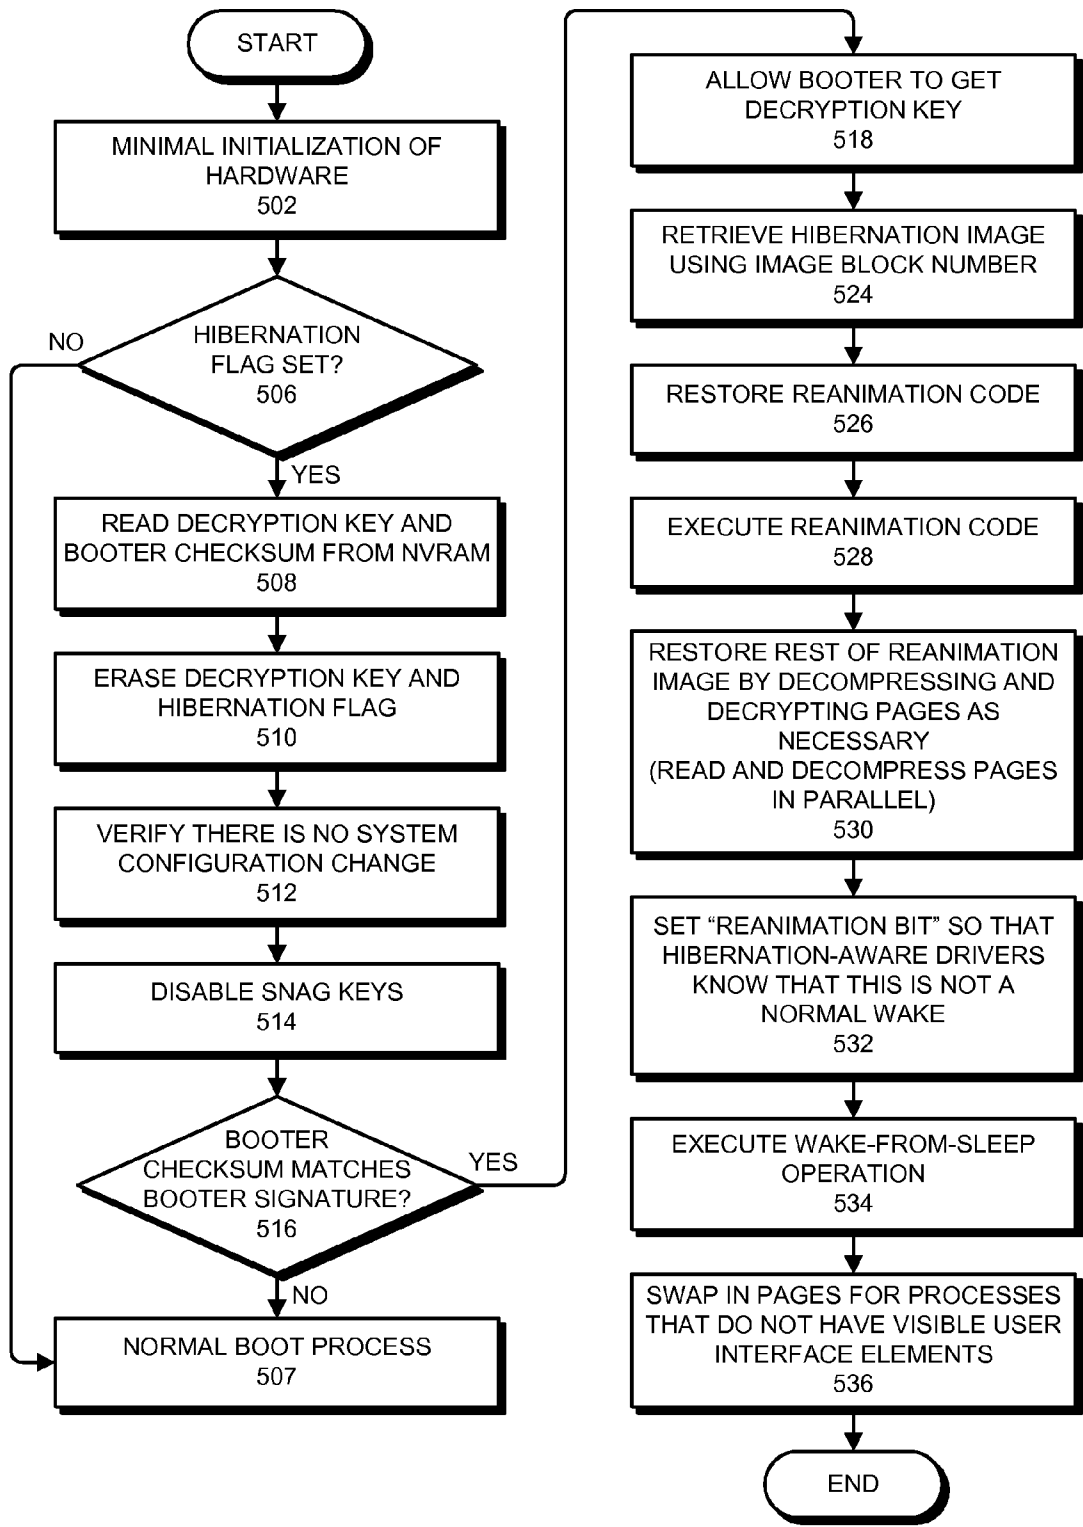 START
MINIMAL INITIALIZATION OF
HARDWARE
502
HIBERNATION
FLAG SET?
506
NO
YES
READ DECRYPTION KEY AND
BOOTER CHECKSUM FROM NVRAM
508
ERASE DECRYPTION KEY AND
HIBERNATION FLAG
510
VERIFY THERE IS NO SYSTEM
CONFIGURATION CHANGE
512
DISABLE SNAG KEYS
514
BOOTER
CHECKSUM MATCHES
BOOTER SIGNATURE?
516
YES
NO
NORMAL BOOT PROCESS
507
ALLOW BOOTER TO GET
DECRYPTION KEY
518
RETRIEVE HIBERNATION IMAGE
USING IMAGE BLOCK NUMBER
524
RESTORE REANIMATION CODE
526
EXECUTE REANIMATION CODE
528
RESTORE REST OF REANIMATION
IMAGE BY DECOMPRESSING AND
DECRYPTING PAGES AS
NECESSARY
(READ AND DECOMPRESS PAGES
IN PARALLEL)
530
SET “REANIMATION BIT” SO THAT
HIBERNATION-AWARE DRIVERS
KNOW THAT THIS IS NOT A
NORMAL WAKE
532
EXECUTE WAKE-FROM-SLEEP
OPERATION
534
SWAP IN PAGES FOR PROCESSES
THAT DO NOT HAVE VISIBLE USER
INTERFACE ELEMENTS
536
END